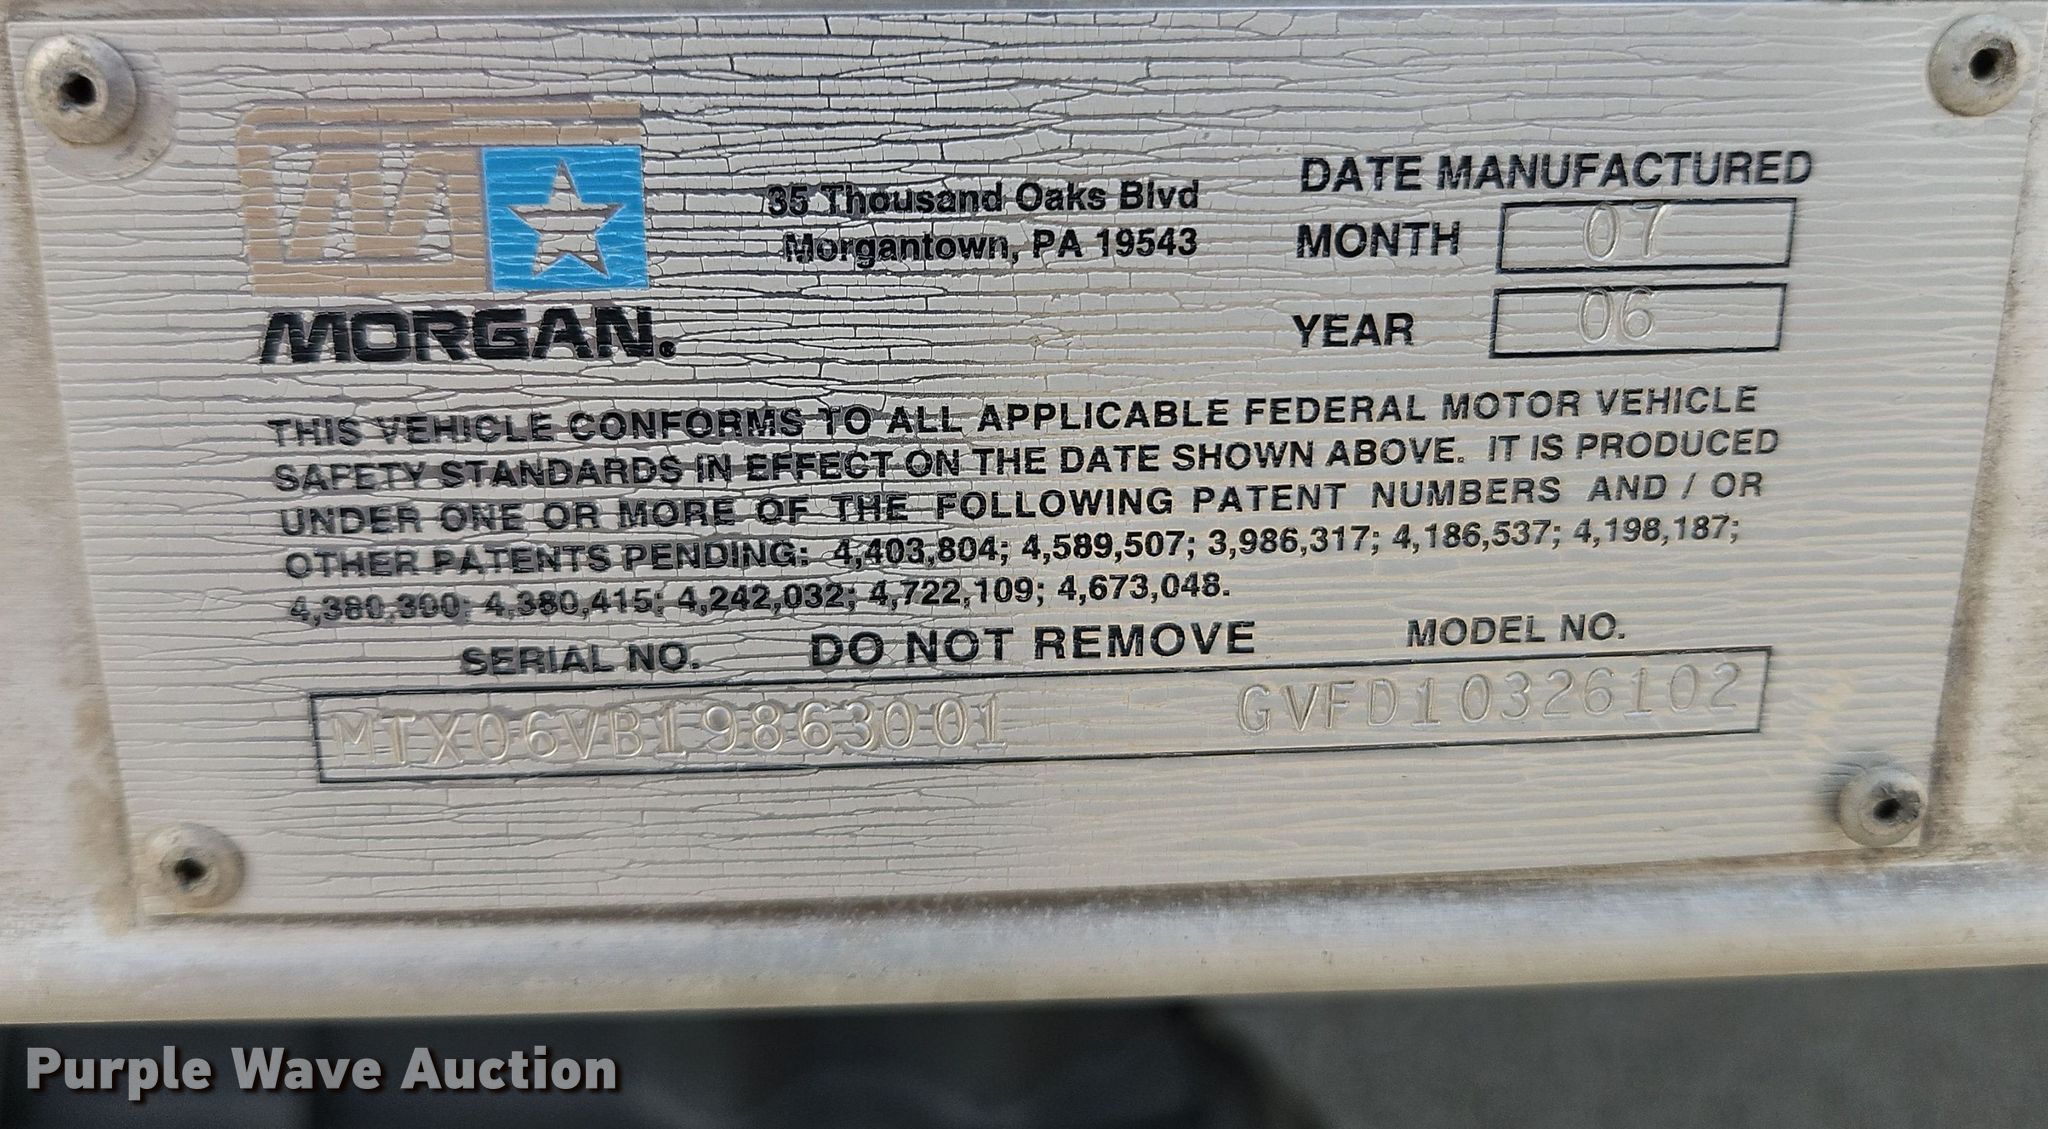 35 Thousand Oaks Blvd
Morgantown, PA 19543
MORGAN.
DATE MANUFACTURED
MONTH 07
YEAR 06
THIS VEHICLE CONFORMS TO ALL APPLICABLE FEDERAL MOTOR VEHICLE
SAFETY STANDARDS IN EFFECT ON THE DATE SHOWN ABOVE. IT IS PRODUCED
UNDER ONE OR MORE OF THE FOLLOWING PATENT NUMBERS AND / OR
OTHER PATENTS PENDING: 4,403,804; 4,589,507; 3,986,317; 4,186,537; 4,198,187;
4,380,300; 4,380,415; 4,242,032; 4,722,109; 4,673,048.
SERIAL NO. DO NOT REMOVE MODEL NO.
MTX06VB19863001 GVFD10326102
Purple Wave Auction